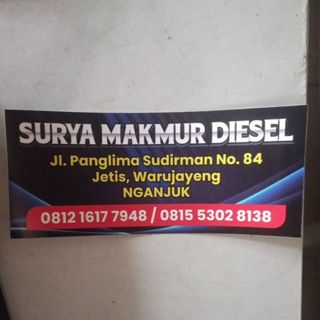 SURYA MAKMUR DIESEL
Jl. Panglima Sudirman No. 84
Jetis, Warujayeng
NGANJUK
0812 1617 7948 / 0815 5302 8138